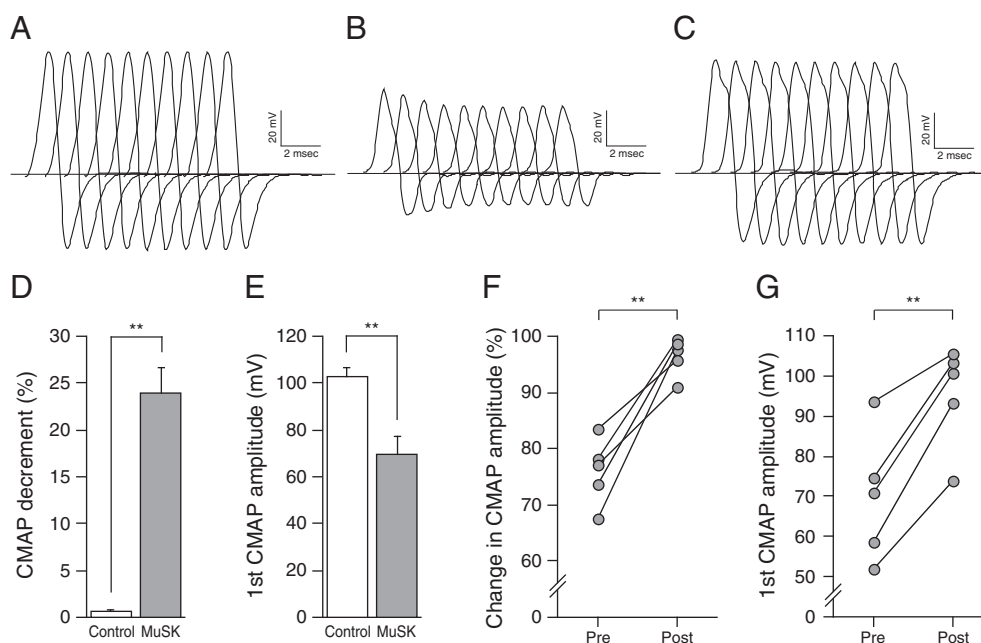 A
20 mV
2 msec
B
20 mV
2 msec
C
20 mV
2 msec
D
CMAP decrement (%)
30
25
20
15
10
5
0
**
Control
MuSK
E
1st CMAP amplitude (mV)
120
100
80
60
40
20
0
**
Control
MuSK
F
Change in CMAP amplitude (%)
100
90
80
70
60
0
**
Pre
Post
G
1st CMAP amplitude (mV)
110
100
90
80
70
60
50
0
**
Pre
Post